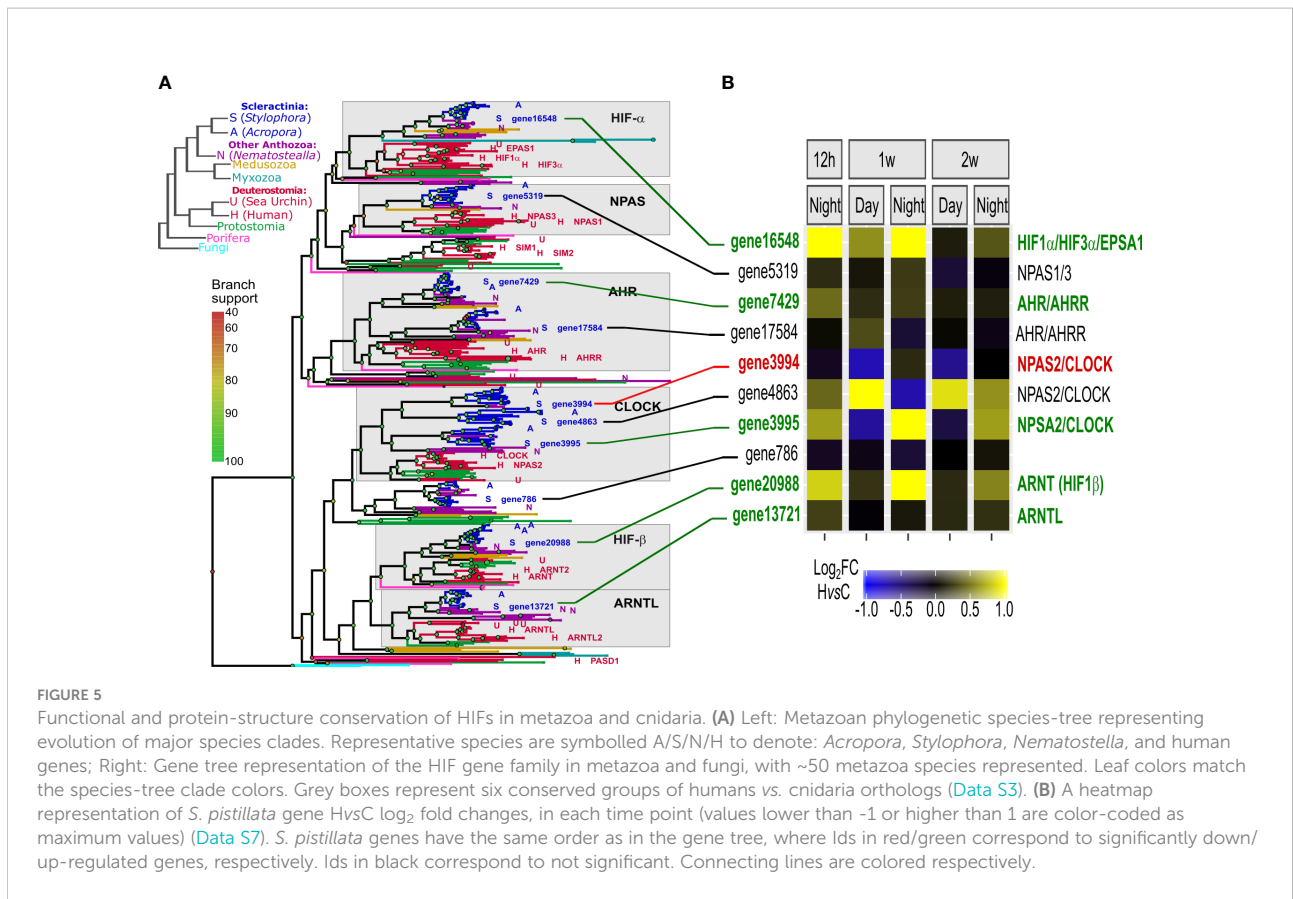 A
B
Scleractinia:
S (Stylophora)
A (Acropora)
Other Anthozoa:
N (Nematostealla)
Medusozoa
Myxozoa
Deuterostomia:
U (Sea Urchin)
H (Human)
Protostomia
Porifera
Fungi
Branch
support
40
60
70
80
90
100
A
HIF-α
S gene16548
N
U
H EPAS1
H HIF1α
H HIF3α
NPAS
A
S gene5319
N
H NPAS3
U
H NPAS1
U
H SIM1
H SIM2
U
AHR
S gene7429
A
N
A
N S gene17584
U
H AHR
H AHRR
N
U
U
CLOCK
A
S gene3994
A
S gene4863
A
S gene3995
N
H CLOCK
H NPAS2
U
A
S gene786
N
HIF-β
A A A
S gene20988
N
U
H ARNT2
H ARNT
ARNTL
A
S gene13721
N N
U U U
H ARNTL
H ARNTL2
H PASD1
12h 1w 2w
Night Day Night Day Night
gene16548 HIF1α/HIF3α/EPSA1
gene5319 NPAS1/3
gene7429 AHR/AHRR
gene17584 AHR/AHRR
gene3994 NPAS2/CLOCK
gene4863 NPAS2/CLOCK
gene3995 NPSA2/CLOCK
gene786
gene20988 ARNT (HIF1β)
gene13721 ARNTL
Log2FC
HvsC
-1.0 -0.5 0.0 0.5 1.0
FIGURE 5
Functional and protein-structure conservation of HIFs in metazoa and cnidaria. (A) Left: Metazoan phylogenetic species-tree representing
evolution of major species clades. Representative species are symbolled A/S/N/H to denote: Acropora, Stylophora, Nematostella, and human
genes; Right: Gene tree representation of the HIF gene family in metazoa and fungi, with ~50 metazoa species represented. Leaf colors match
the species-tree clade colors. Grey boxes represent six conserved groups of humans vs. cnidaria orthologs (Data S3). (B) A heatmap
representation of S. pistillata gene HvsC log2 fold changes, in each time point (values lower than -1 or higher than 1 are color-coded as
maximum values) (Data S7). S. pistillata genes have the same order as in the gene tree, where Ids in red/green correspond to significantly down/
up-regulated genes, respectively. Ids in black correspond to not significant. Connecting lines are colored respectively.